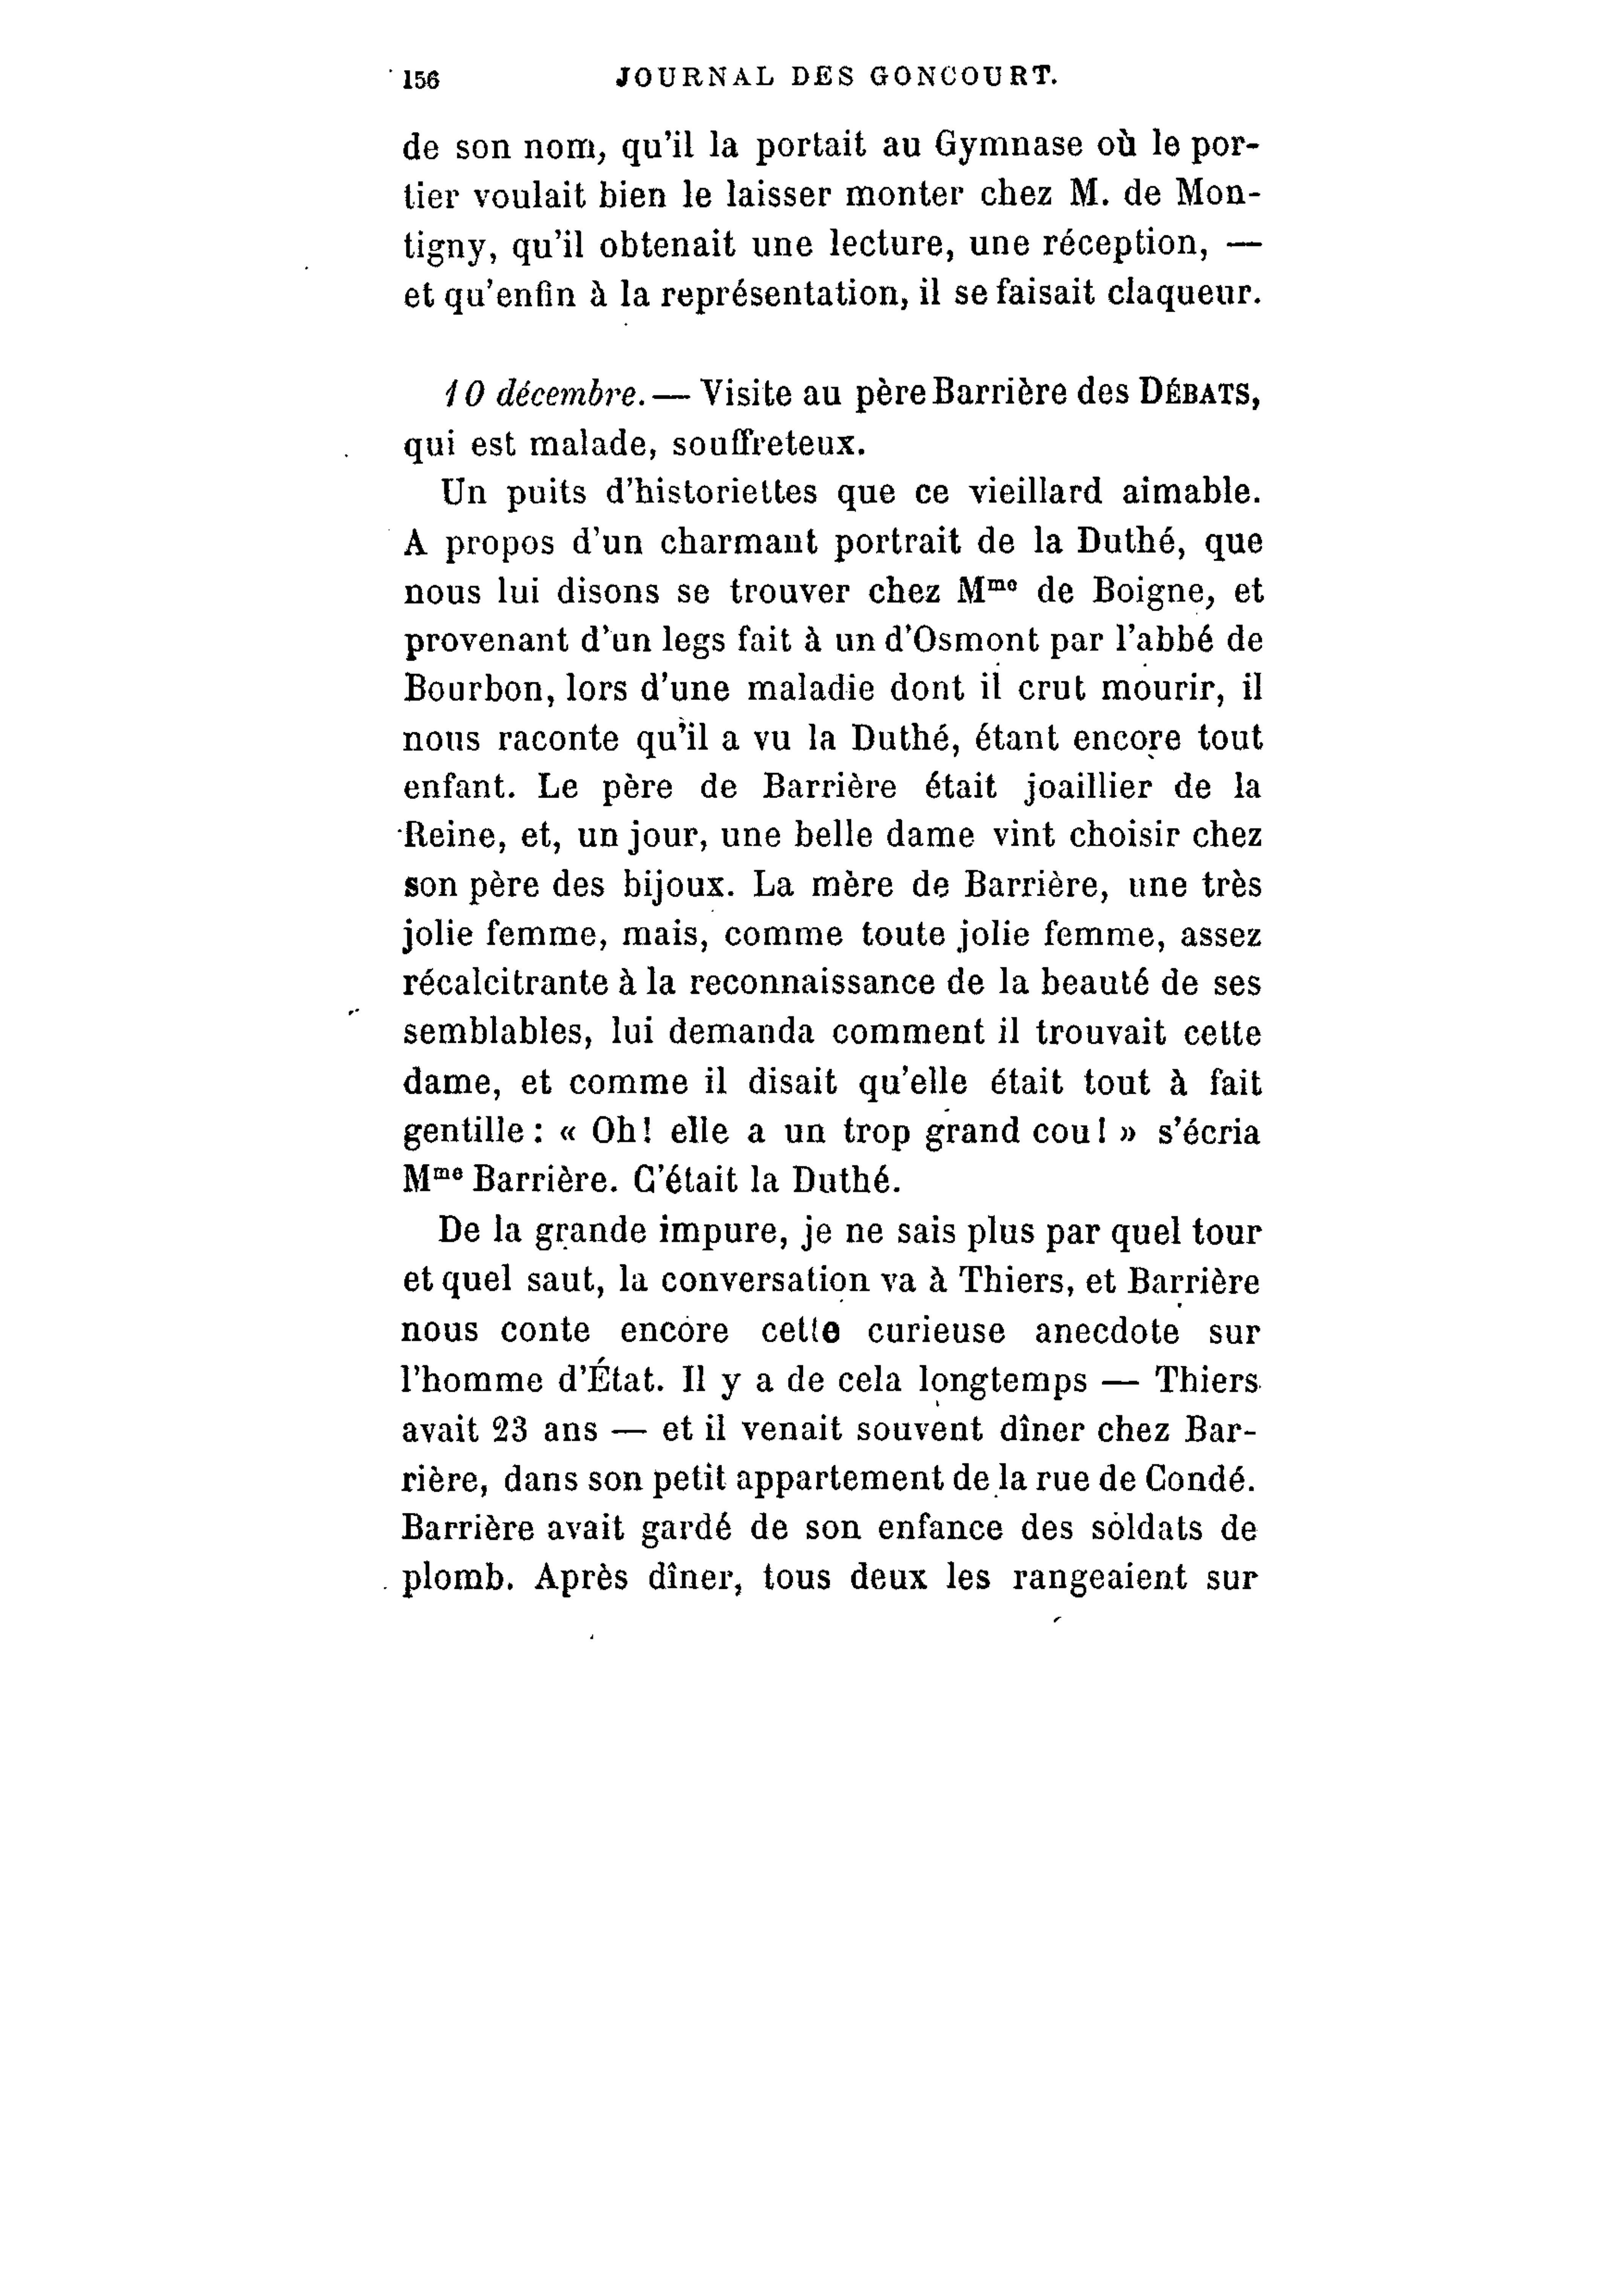 156 JOURNAL DES GONCOURT.
de son nom, qu'il la portait au Gymnase où le por-
tier voulait bien le laisser monter chez M. de Mon-
tigny, qu'il obtenait une lecture, une réception, —
et qu'enfin à la représentation, il se faisait claqueur.
10 décembre. — Visite au père Barrière des DÉBATS,
qui est malade, souffreteux.
Un puits d'historiettes que ce vieillard aimable.
A propos d'un charmant portrait de la Duthé, que
nous lui disons se trouver chez Mme de Boigne, et
provenant d'un legs fait à un d'Osmont par l'abbé de
Bourbon, lors d'une maladie dont il crut mourir, il
nous raconte qu'il a vu la Duthé, étant encore tout
enfant. Le père de Barrière était joaillier de la
Reine, et, un jour, une belle dame vint choisir chez
son père des bijoux. La mère de Barrière, une très
jolie femme, mais, comme toute jolie femme, assez
récalcitrante à la reconnaissance de la beauté de ses
semblables, lui demanda comment il trouvait cette
dame, et comme il disait qu'elle était tout à fait
gentille : « Oh! elle a un trop grand cou! » s'écria
Mme Barrière. C'était la Duthé.
De la grande impure, je ne sais plus par quel tour
et quel saut, la conversation va à Thiers, et Barrière
nous conte encore cette curieuse anecdote sur
l'homme d'État. Il y a de cela longtemps — Thiers
avait 23 ans — et il venait souvent dîner chez Bar-
rière, dans son petit appartement de la rue de Condé.
Barrière avait gardé de son enfance des soldats de
plomb. Après dîner, tous deux les rangeaient sur